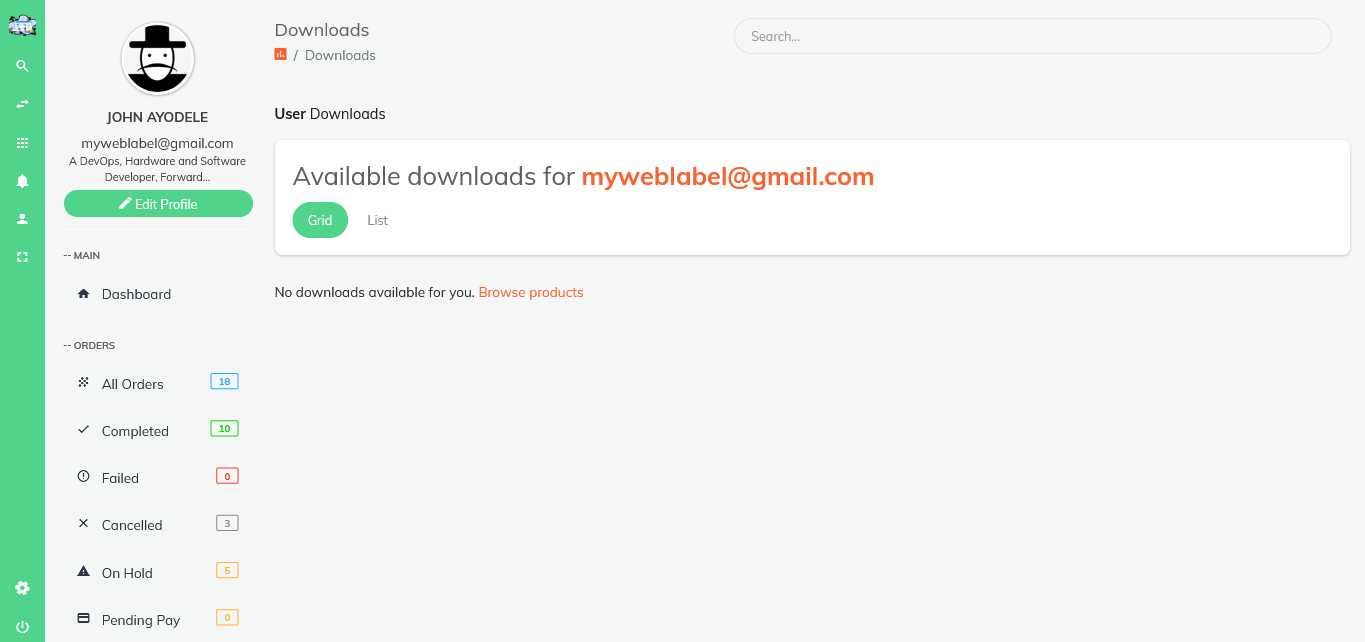 JOHN AYODELE
myweblabel@gmail.com
A DevOps, Hardware and Software
Developer, Forward...
Edit Profile
-- MAIN
Dashboard
-- ORDERS
All Orders 18
Completed 10
Failed 0
Cancelled 3
On Hold 5
Pending Pay 0
Downloads
/ Downloads
Search...
User Downloads
Available downloads for myweblabel@gmail.com
Grid List
No downloads available for you. Browse products